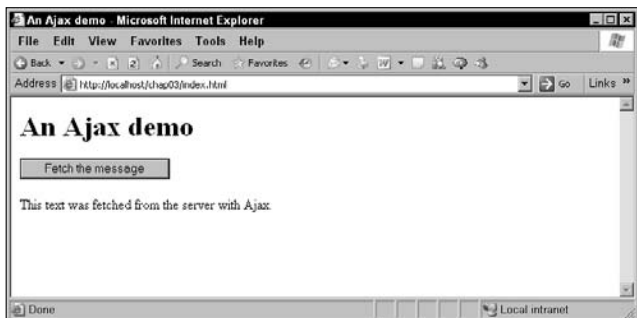 An Ajax demo - Microsoft Internet Explorer
File Edit View Favorites Tools Help
Back Search Favorites
Address http://localhost/chap03/index.html Go Links »
An Ajax demo
Fetch the message
This text was fetched from the server with Ajax.
Done Local intranet